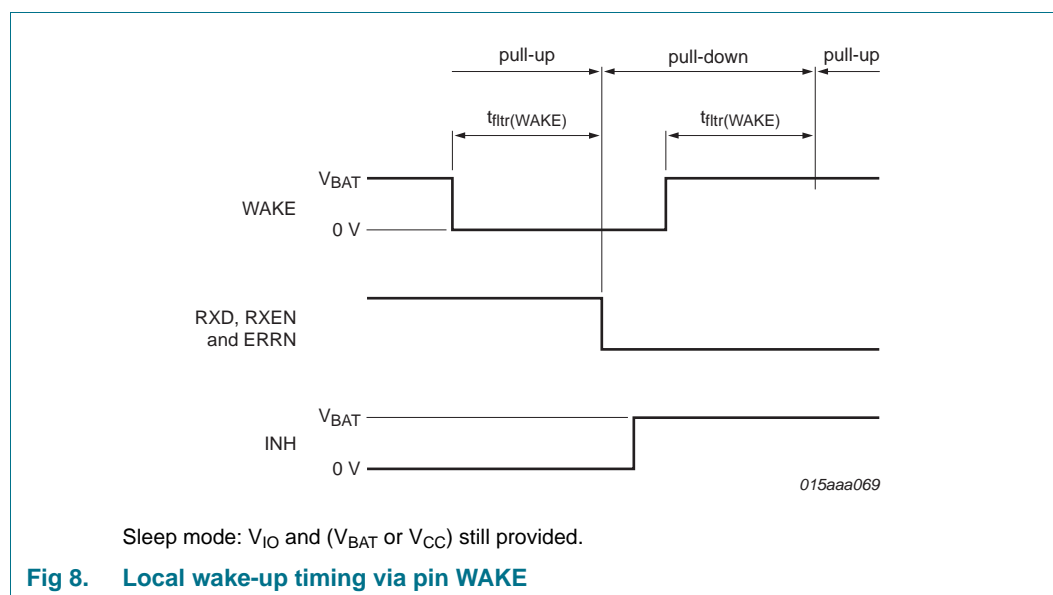 pull-up pull-down pull-up
tfltr(WAKE) tfltr(WAKE)
VBAT
WAKE
0 V
RXD, RXEN
and ERRN
VBAT
INH
0 V
015aaa069
Sleep mode: VIO and (VBAT or VCC) still provided.
Fig 8. Local wake-up timing via pin WAKE